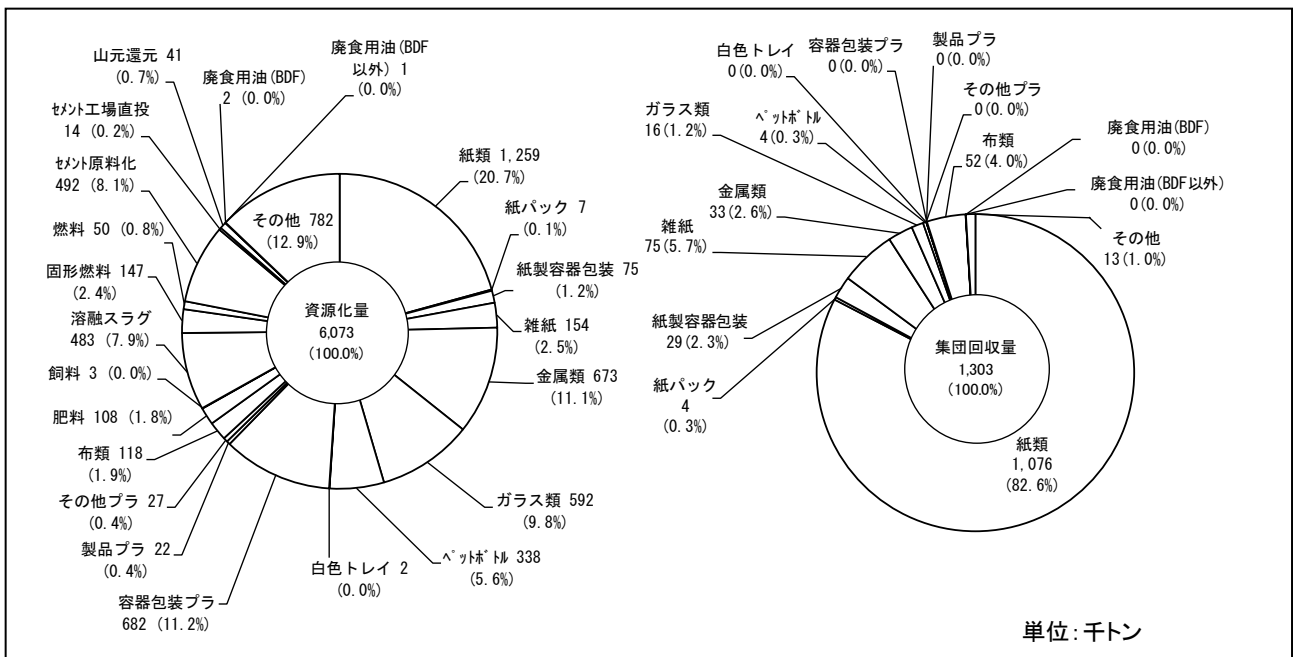 山元還元 41
(0.7%)
廃食用油(BDF)
2 (0.0%)
廃食用油(BDF
以外) 1
(0.0%)
セメント工場直投
14 (0.2%)
セメント原料化
492 (8.1%)
燃料 50 (0.8%)
固形燃料 147
(2.4%)
溶融スラグ
483 (7.9%)
飼料 3 (0.0%)
肥料 108 (1.8%)
布類 118
(1.9%)
その他プラ 27
(0.4%)
製品プラ 22
(0.4%)
容器包装プラ
682 (11.2%)
白色トレイ 2
(0.0%)
ペットボトル 338
(5.6%)
ガラス類 592
(9.8%)
金属類 673
(11.1%)
雑紙 154
(2.5%)
紙製容器包装 75
(1.2%)
紙パック 7
(0.1%)
紙類 1,259
(20.7%)
その他 782
(12.9%)
資源化量
6,073
(100.0%)
白色トレイ
0(0.0%)
容器包装プラ
0(0.0%)
製品プラ
0(0.0%)
その他プラ
0(0.0%)
ガラス類
16(1.2%)
ペットボトル
4(0.3%)
布類
52(4.0%)
廃食用油(BDF)
0(0.0%)
廃食用油(BDF以外)
0(0.0%)
その他
13(1.0%)
金属類
33(2.6%)
雑紙
75(5.7%)
紙製容器包装
29(2.3%)
紙パック
4
(0.3%)
集団回収量
1,303
(100.0%)
紙類
1,076
(82.6%)
単位:千トン